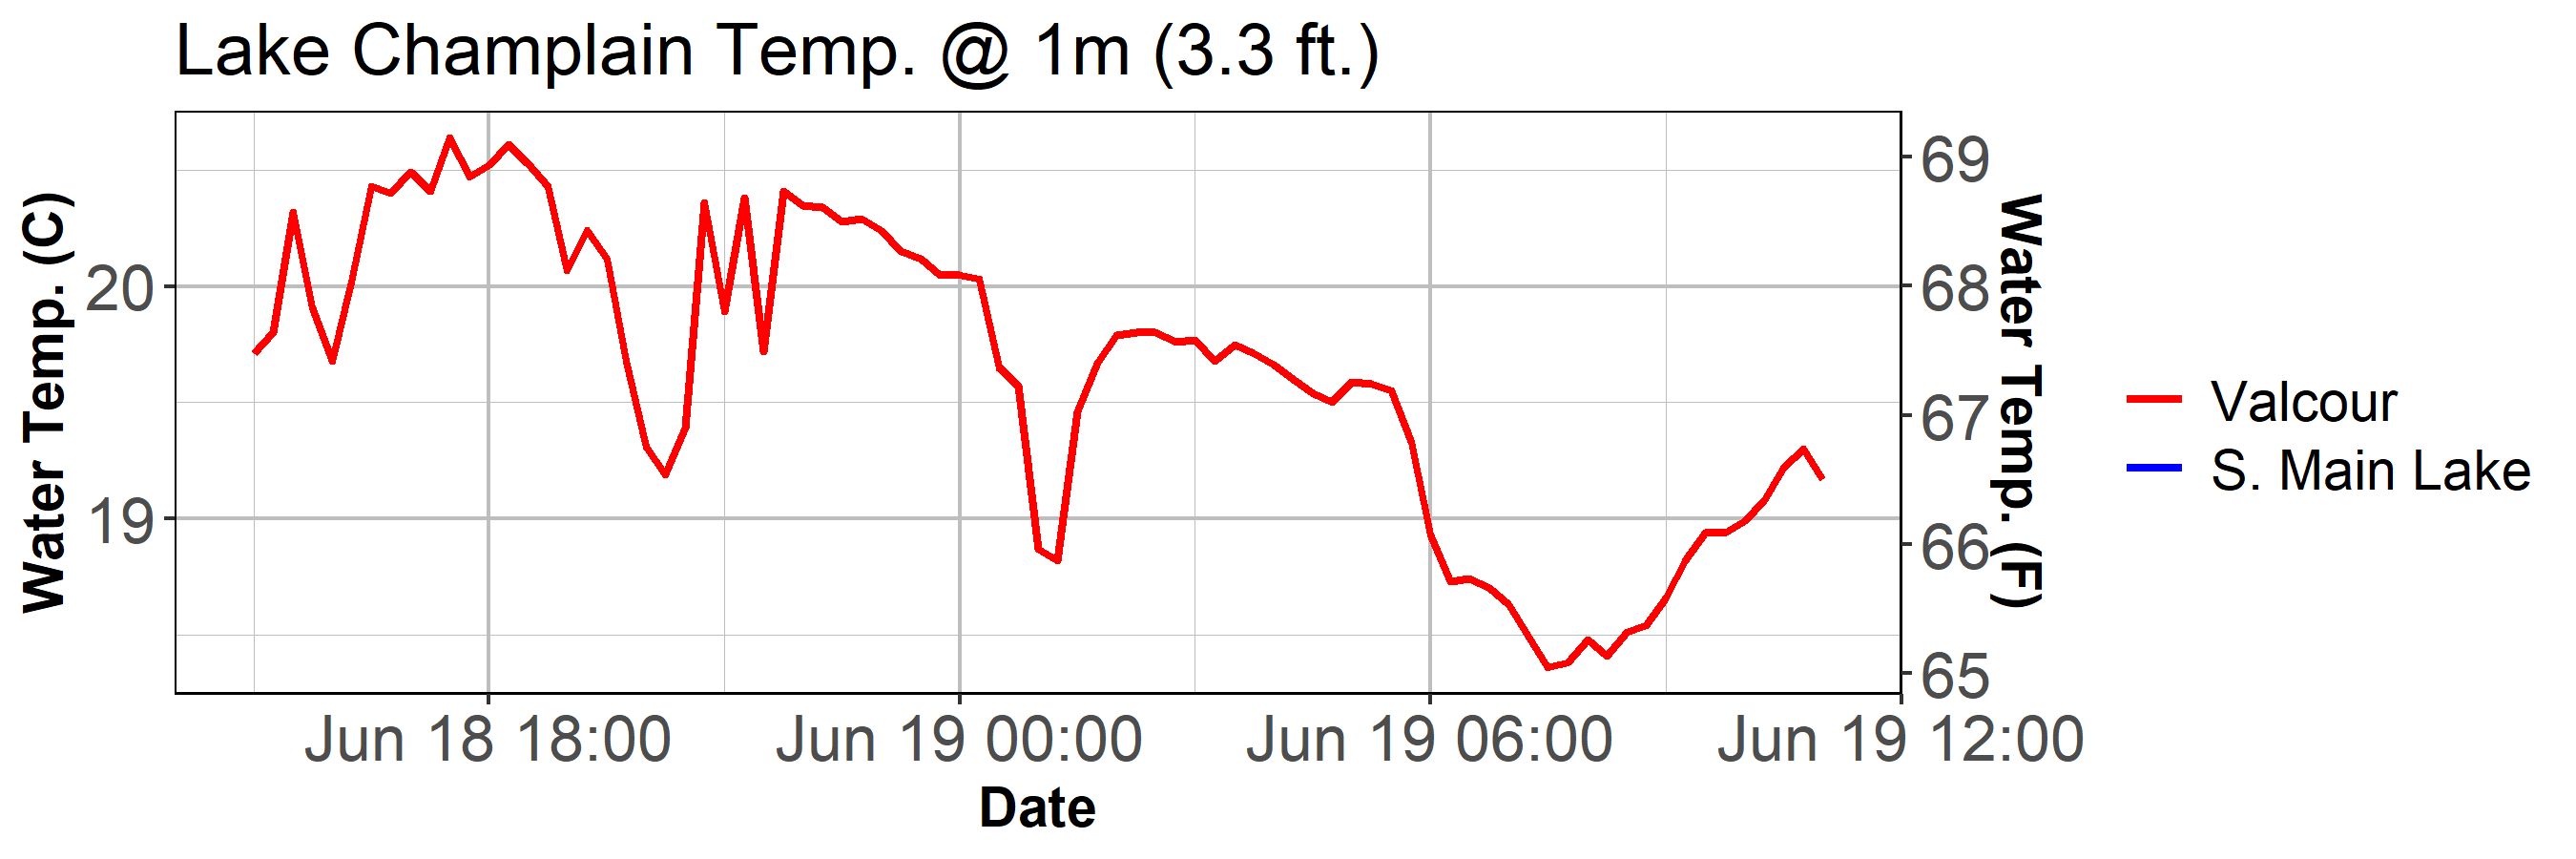 Lake Champlain Temp. @ 1m (3.3 ft.)
Water Temp. (C)
20
19
69
68
67
66
65
Water Temp. (F)
Jun 18 18:00
Jun 19 00:00
Jun 19 06:00
Jun 19 12:00
Date
Valcour
S. Main Lake